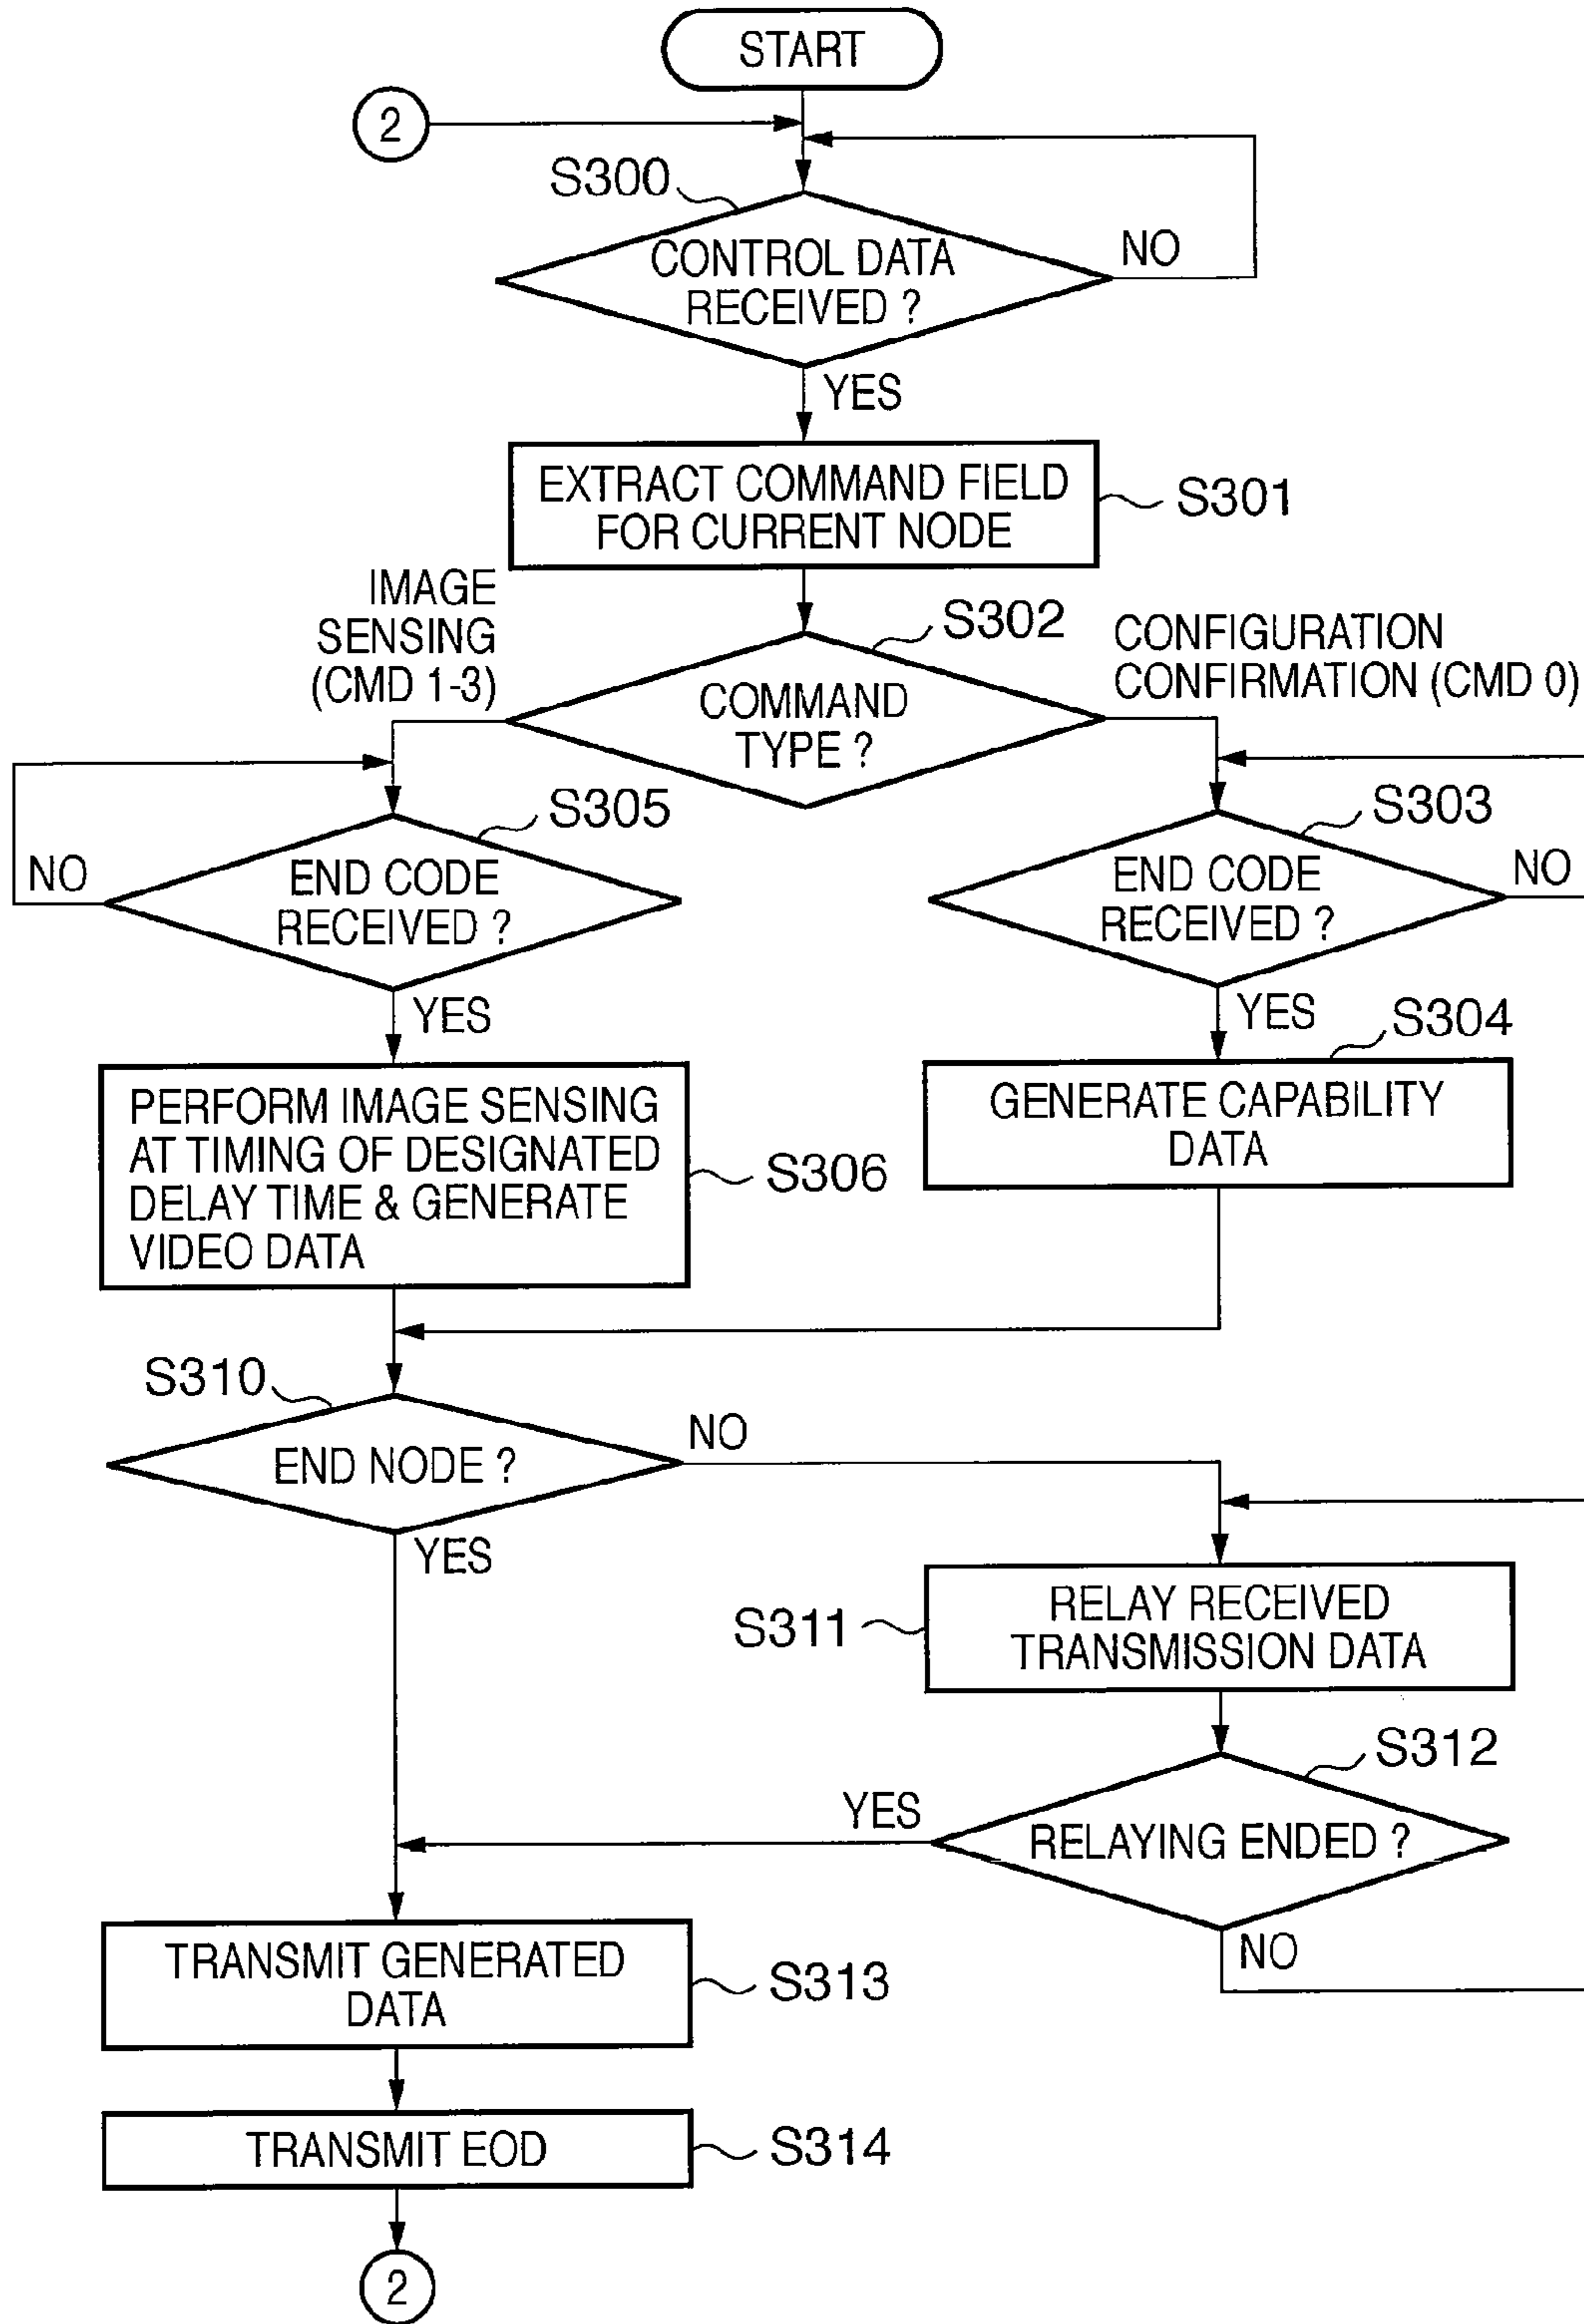 START
2
S300
CONTROL DATA
RECEIVED ?
NO
YES
EXTRACT COMMAND FIELD
FOR CURRENT NODE
S301
IMAGE
SENSING
(CMD 1-3)
S302
CONFIGURATION
CONFIRMATION (CMD 0)
COMMAND
TYPE ?
S305
END CODE
RECEIVED ?
NO
YES
S303
END CODE
RECEIVED ?
NO
YES
PERFORM IMAGE SENSING
AT TIMING OF DESIGNATED
DELAY TIME & GENERATE
VIDEO DATA
S306
S304
GENERATE CAPABILITY
DATA
S310
END NODE ?
NO
YES
S311
RELAY RECEIVED
TRANSMISSION DATA
S312
RELAYING ENDED ?
YES
NO
TRANSMIT GENERATED
DATA
S313
TRANSMIT EOD
S314
2